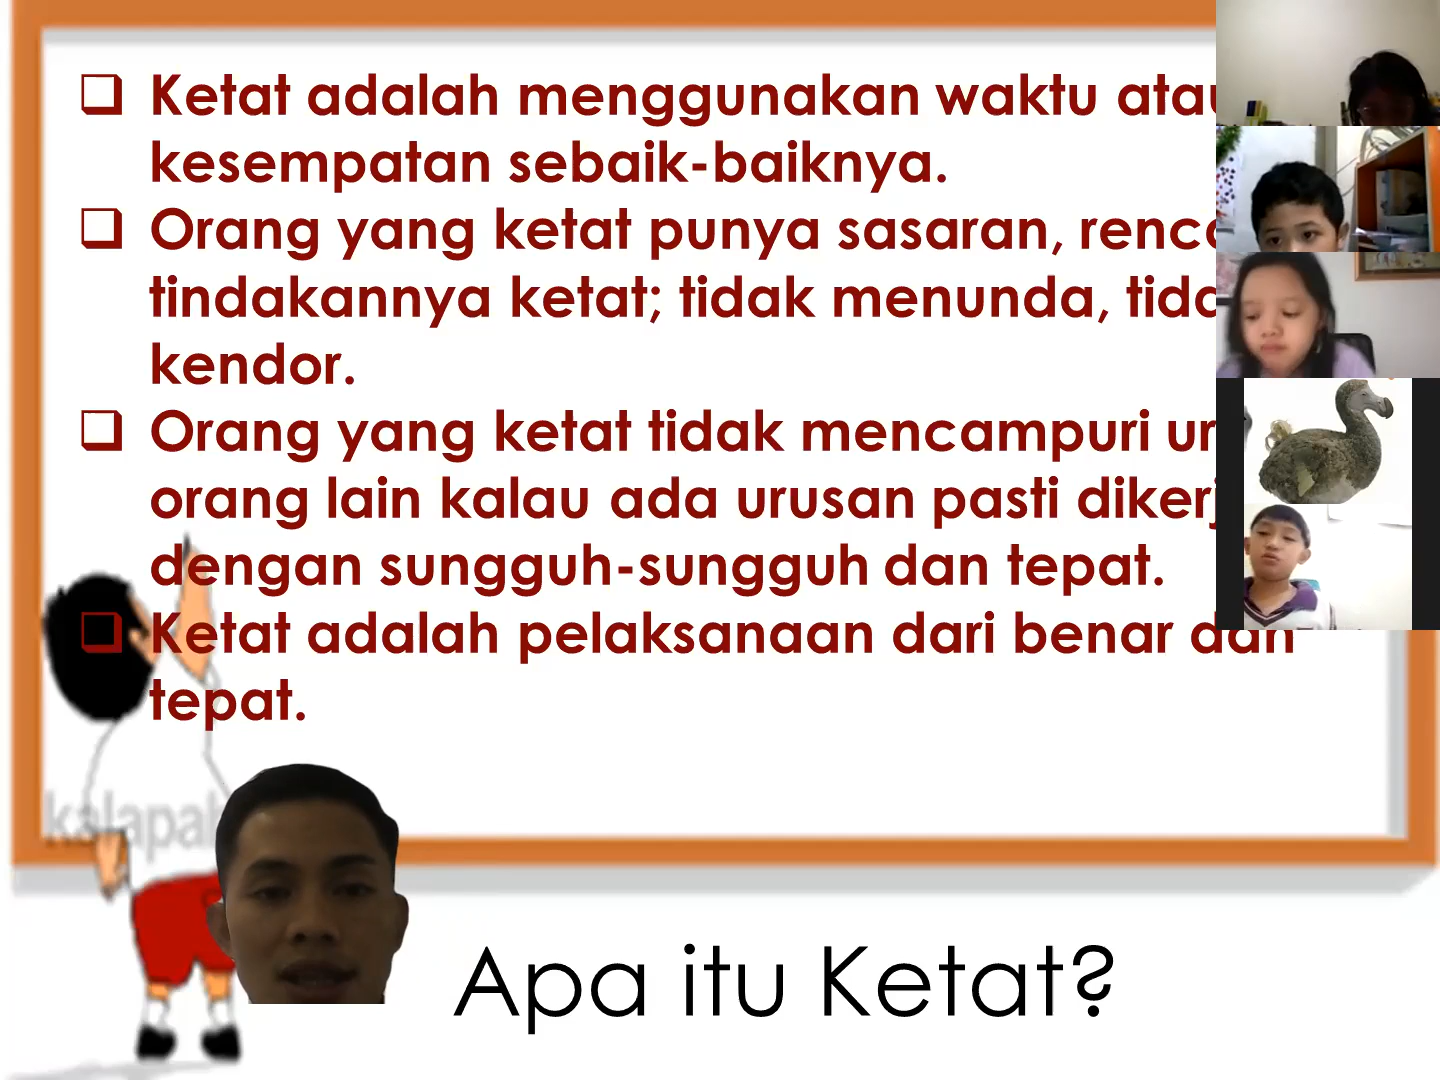 Ketat adalah menggunakan waktu atau
kesempatan sebaik-baiknya.
Orang yang ketat punya sasaran,
tindakannya ketat; tidak menunda,
kendor.
Orang yang ketat tidak mencampuri
orang lain kalau ada urusan pasti
dengan sungguh-sungguh dan tepat.
Ketat adalah pelaksanaan dari benar dan
tepat.
Apa itu Ketat?